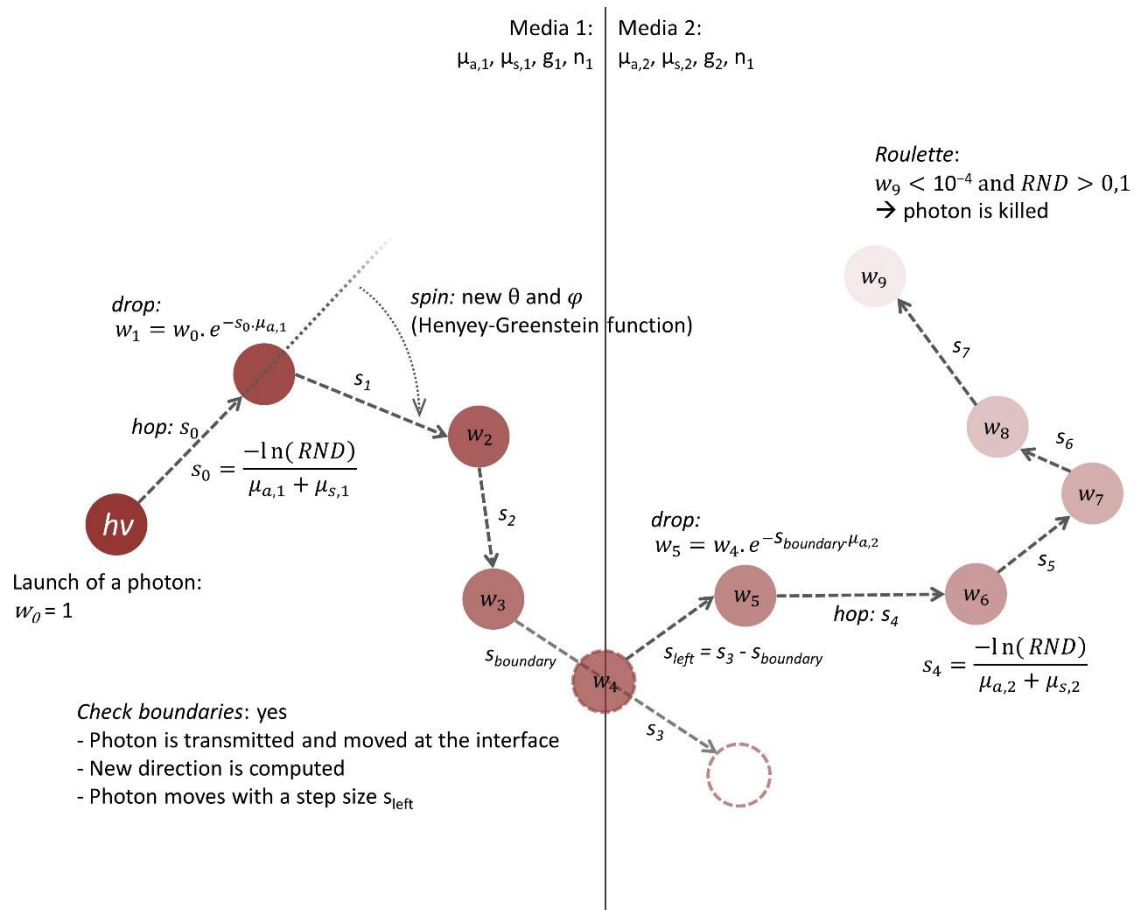 Media 1:
μa,1, μs,1, g1, n1
Media 2:
μa,2, μs,2, g2, n1
Roulette:
w9 < 10−4 and RND > 0,1
→ photon is killed
w9
drop:
w1 = w0. e−s0.μa,1
spin: new θ and φ
(Henyey-Greenstein function)
s1
s7
hop: s0
s0 = −ln(RND) / μa,1 + μs,1
w2
w8
s6
w7
hv
s2
drop:
w5 = w4. e−sboundary.μa,2
s5
Launch of a photon:
w0 = 1
w3
w5
hop: s4
w6
sboundary
sleft = s3 - sboundary
s4 = −ln(RND) / μa,2 + μs,2
w4
s3
Check boundaries: yes
- Photon is transmitted and moved at the interface
- New direction is computed
- Photon moves with a step size sleft